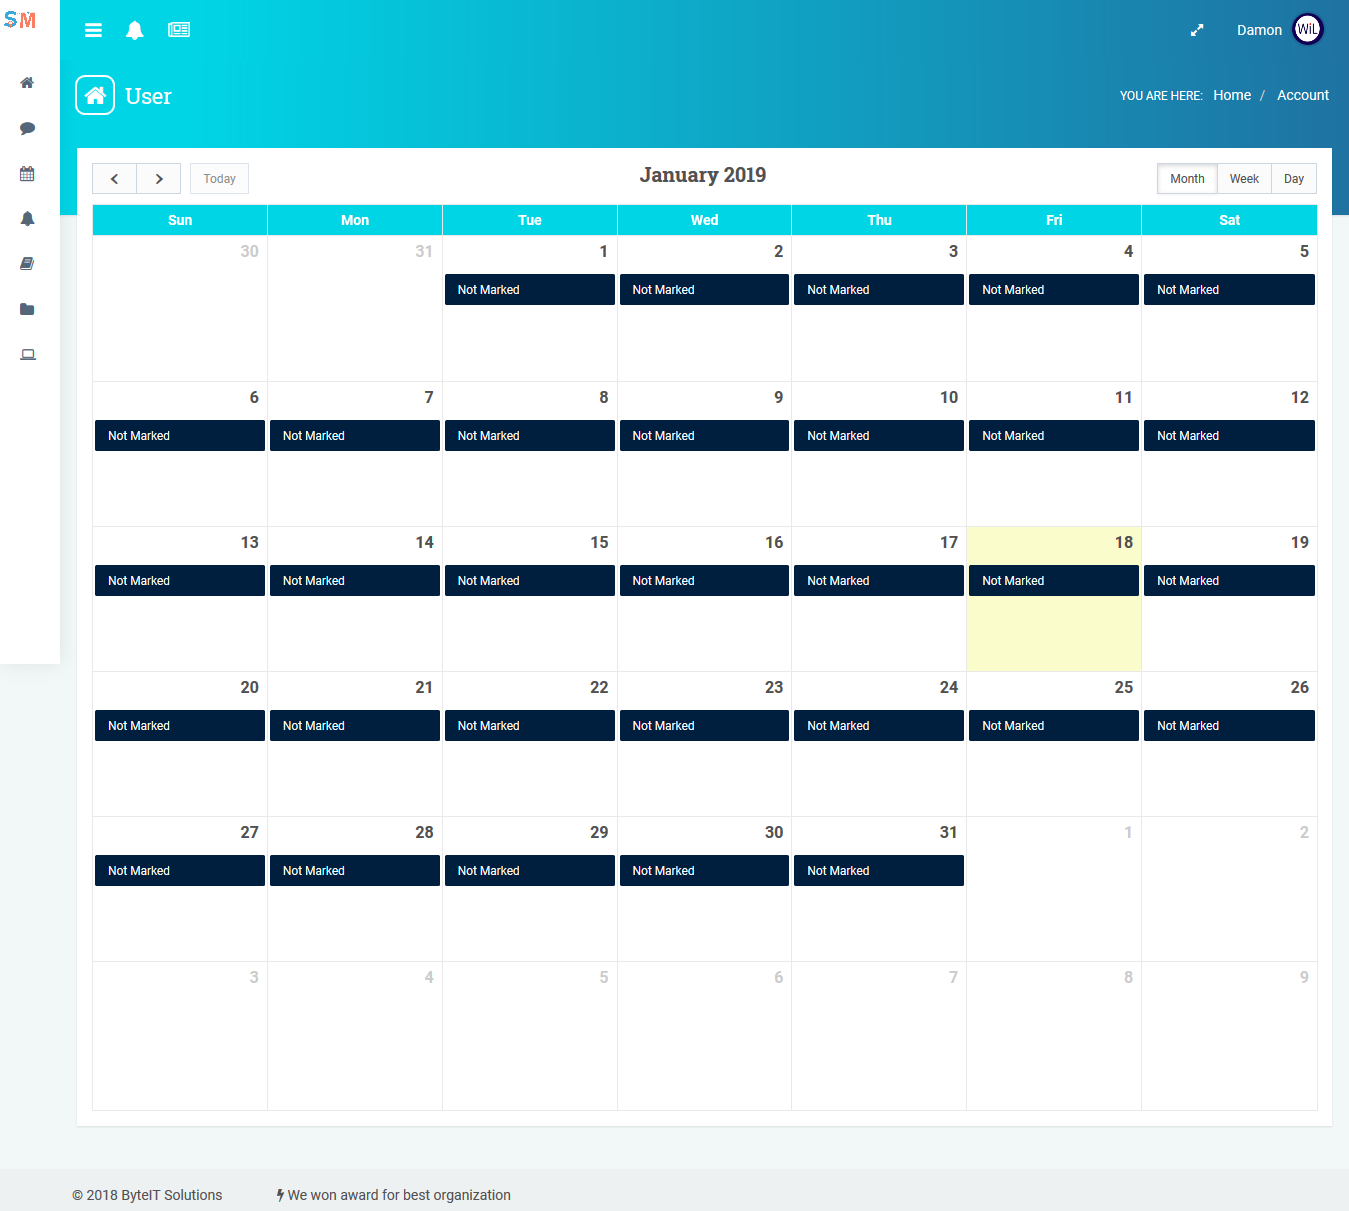 SM
Damon
WiL
User
YOU ARE HERE: Home / Account
Today
January 2019
Month Week Day
Sun Mon Tue Wed Thu Fri Sat
30 31 1 2 3 4 5
Not Marked Not Marked Not Marked Not Marked Not Marked
6 7 8 9 10 11 12
Not Marked Not Marked Not Marked Not Marked Not Marked Not Marked Not Marked
13 14 15 16 17 18 19
Not Marked Not Marked Not Marked Not Marked Not Marked Not Marked Not Marked
20 21 22 23 24 25 26
Not Marked Not Marked Not Marked Not Marked Not Marked Not Marked Not Marked
27 28 29 30 31 1 2
Not Marked Not Marked Not Marked Not Marked Not Marked
3 4 5 6 7 8 9
© 2018 ByteIT Solutions We won award for best organization